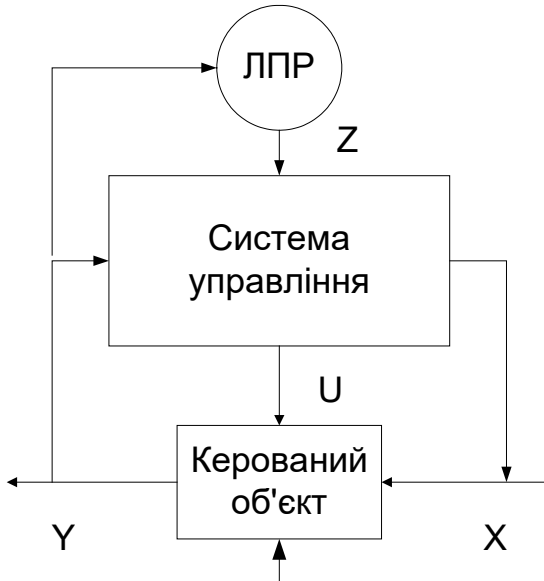 ЛПР
Z
Система
управління
U
Керований
об'єкт
Y
X